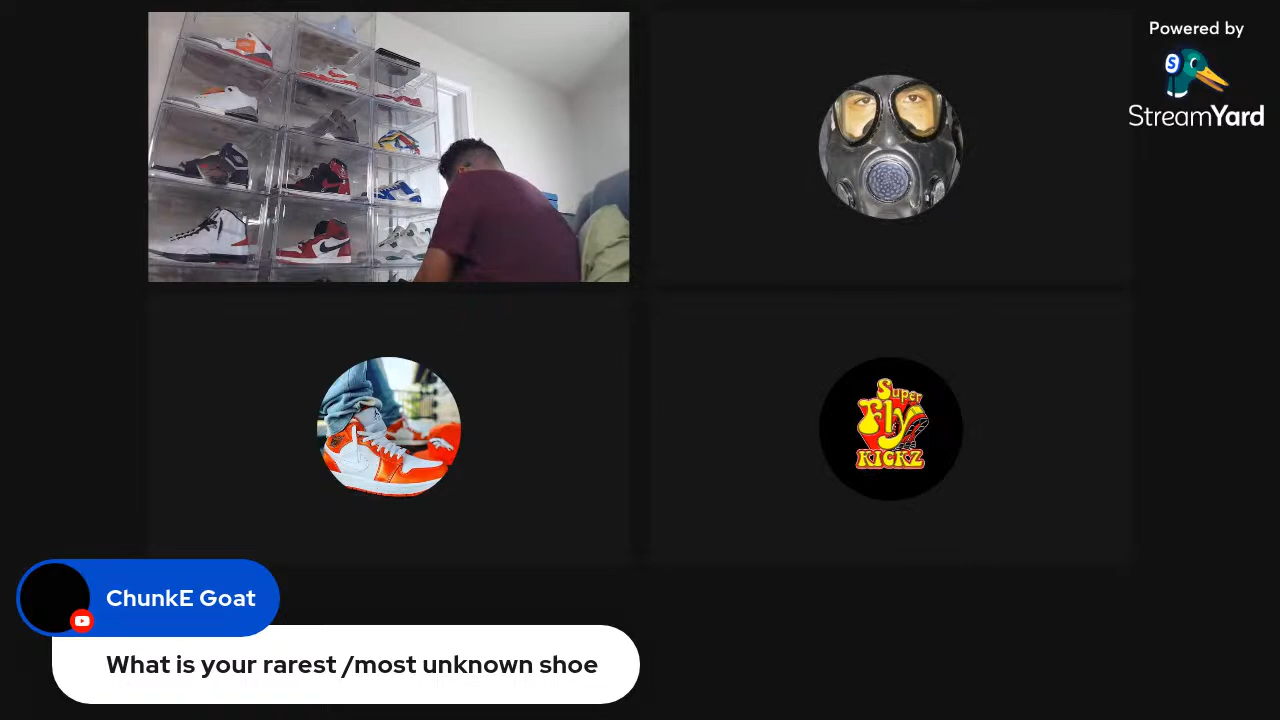 Powered by
StreamYard
Super
Fly
KICKZ
ChunkE Goat
What is your rarest /most unknown shoe